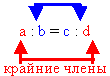 a : b = c : d
крайние члены